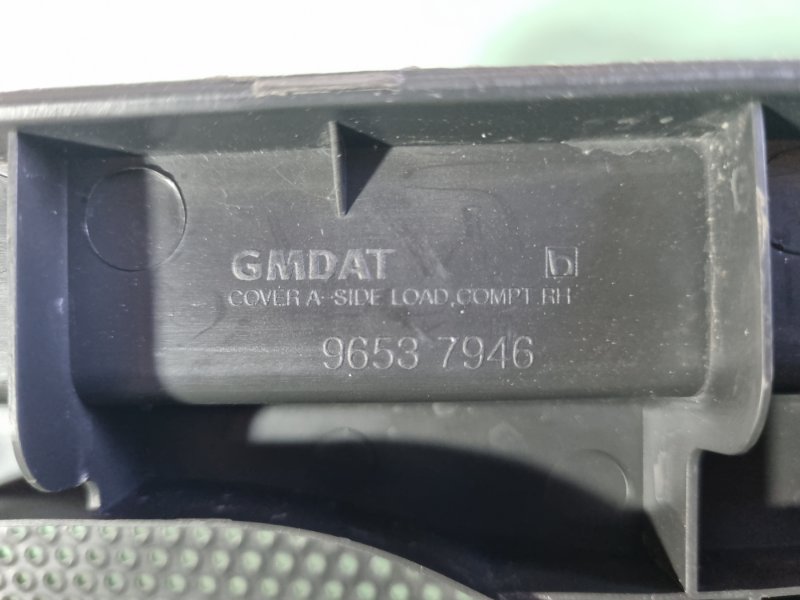 GMDAT b
COVER A-SIDE LOAD,COMPT.RH
9653 7946